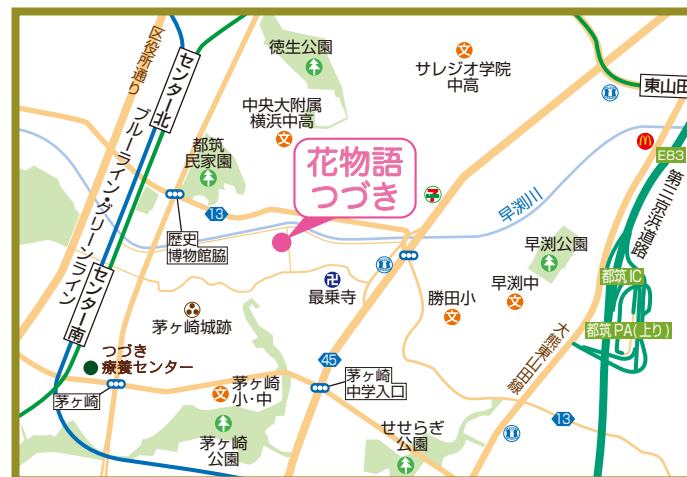 区役所通り
センター北
ブルーライン・グリーンライン
センター南
徳生公園
中央大附属
横浜中高
都筑
民家園
サレジオ学院
中高
東山田
花物語
つづき
E83
第三京浜道路
早渕川
13
歴史
博物館脇
早渕公園
都筑IC
最乗寺
勝田小
早渕中
都筑PA(上り)
茅ヶ崎城跡
大熊東山田線
つづき
療養センター
45
茅ヶ崎
茅ヶ崎
小・中
茅ヶ崎
中学入口
茅ヶ崎
公園
せせらぎ
公園
13
文
文
文
文
文
7